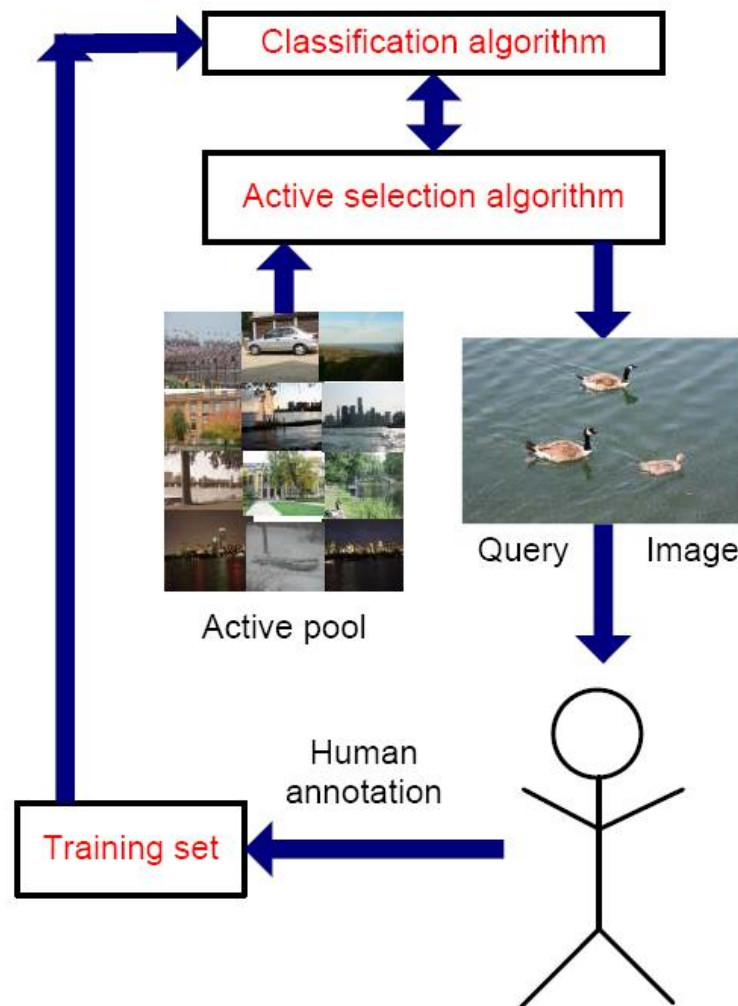 Classification algorithm
Active selection algorithm
Query Image
Active pool
Human
annotation
Training set